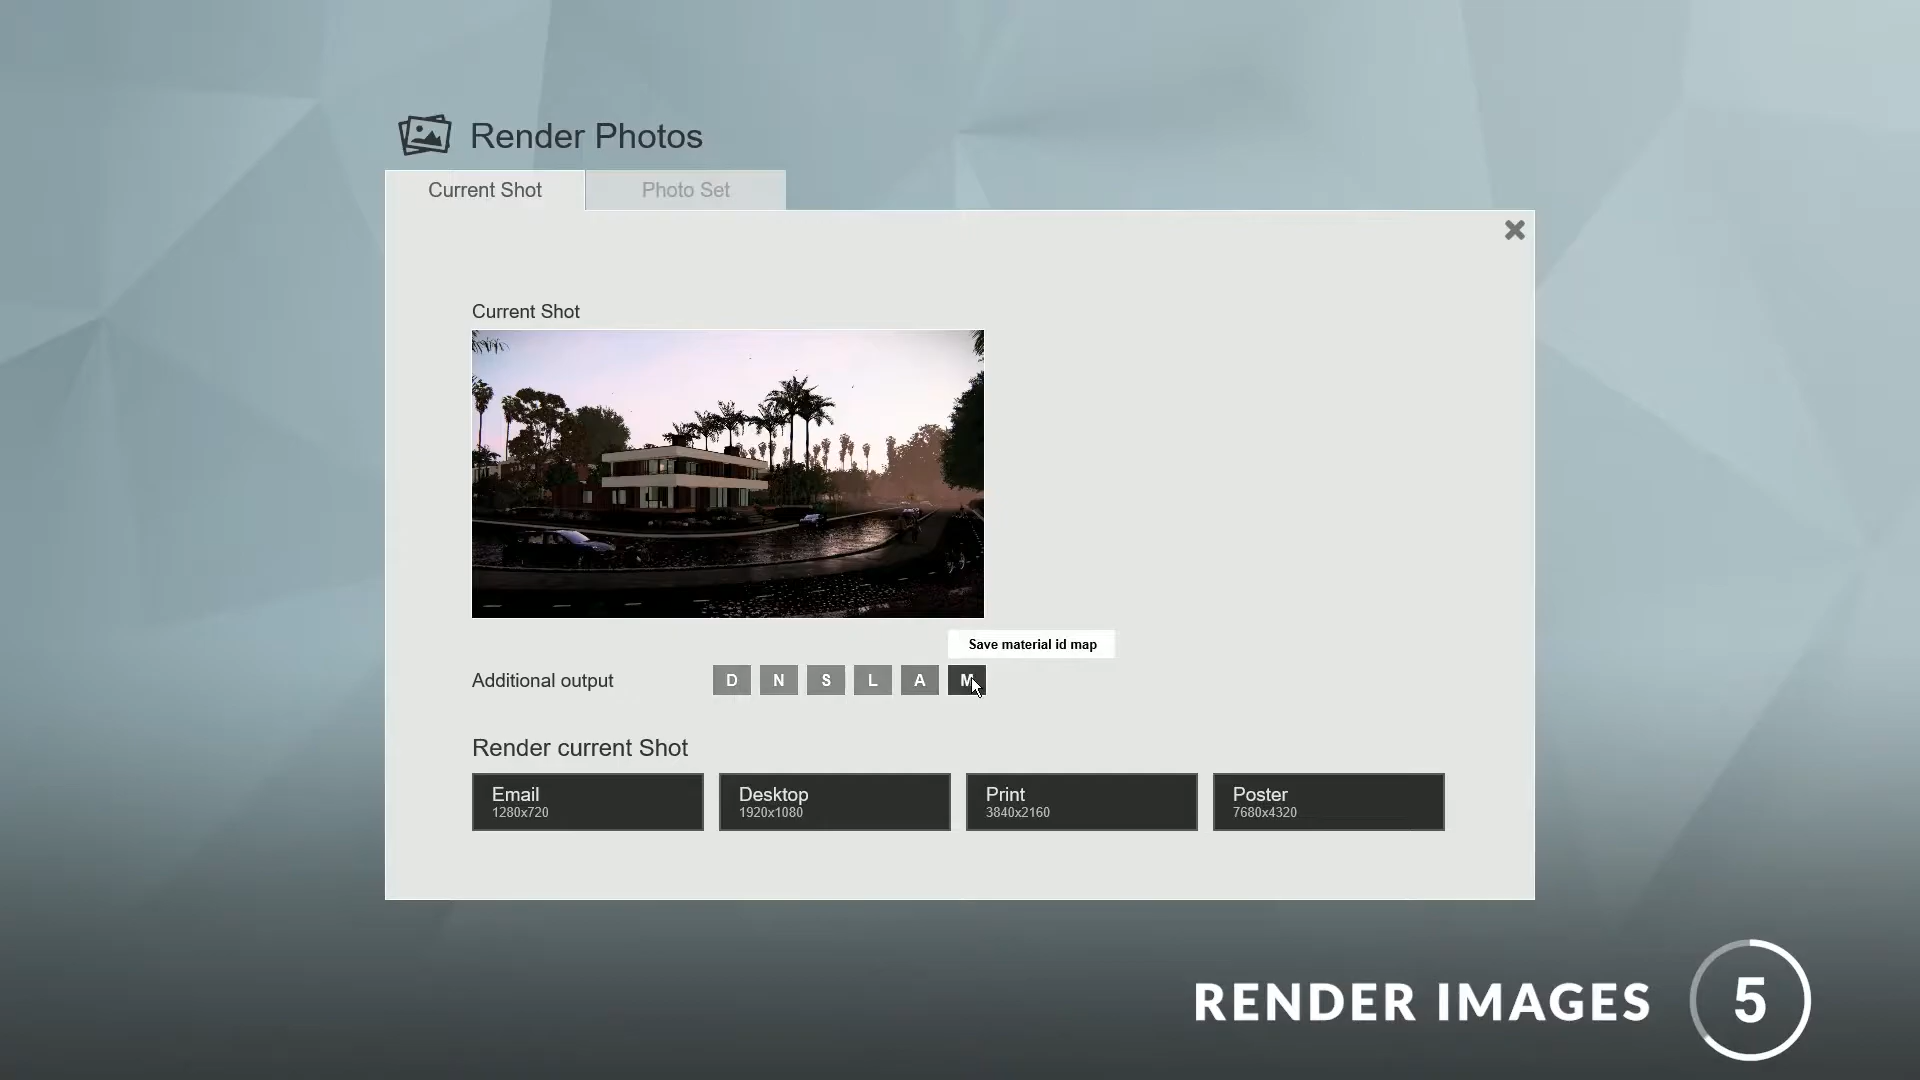 Render Photos
Current Shot
Photo Set
Current Shot
Save material id map
Additional output
D N S L A M
Render current Shot
Email
1280x720
Desktop
1920x1080
Print
3840x2160
Poster
7680x4320
RENDER IMAGES
5